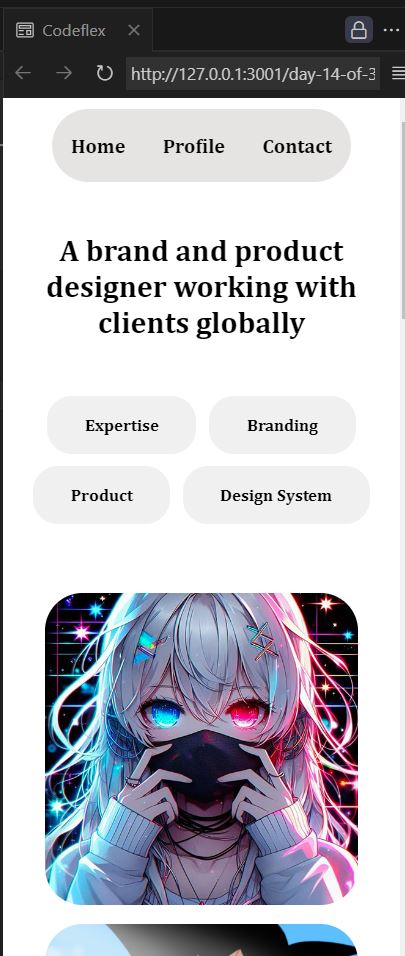 Codeflex
http://127.0.0.1:3001/day-14-of-3
Home Profile Contact
A brand and product
designer working with
clients globally
Expertise Branding
Product Design System